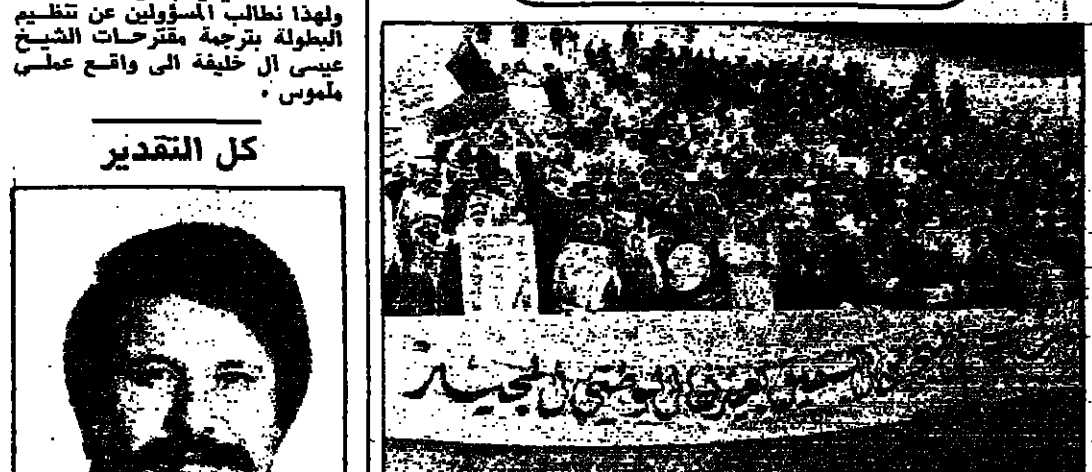 ولهذا نطالب المسؤولين عن تنظيم
البطولة بترجمة مقترحات الشيخ
عيسى آل خليفة الى واقع عملي
ملموس .
كل التقدير